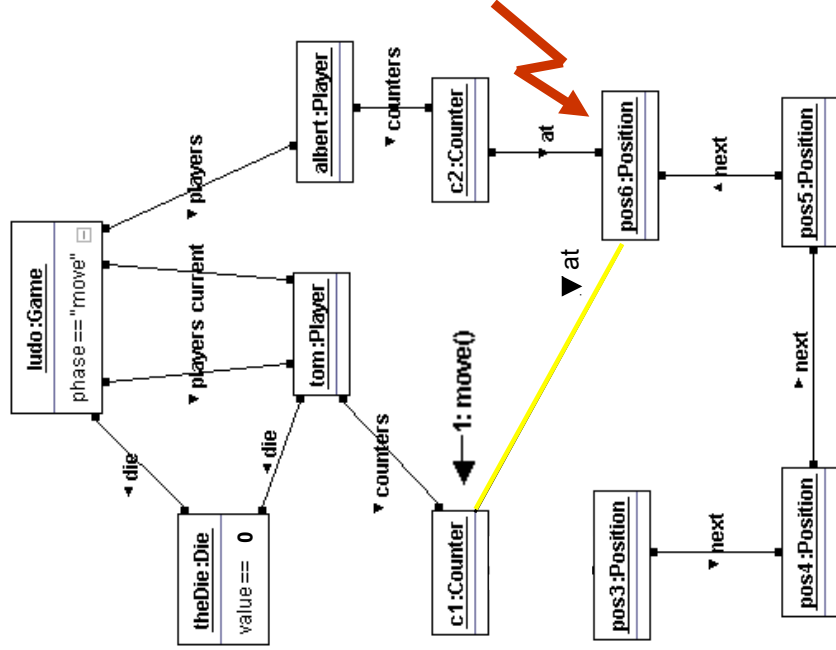 ludo:Game
phase=="move"
die
players
current
players
theDie:Die
value== 0
die
tom:Player
albert:Player
counters
counters
c1:Counter
1: move()
c2:Counter
at
at
pos3:Position
pos6:Position
next
next
pos4:Position
next
pos5:Position